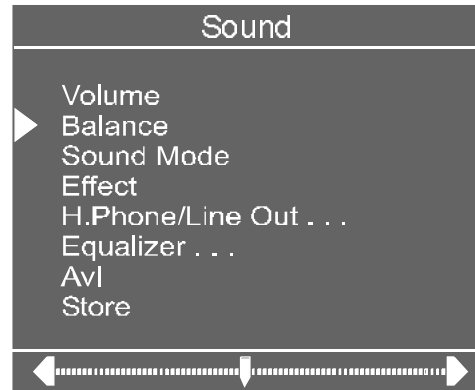 Sound
Volume
Balance
Sound Mode
Effect
H.Phone/Line Out . . .
Equalizer . . .
Avl
Store